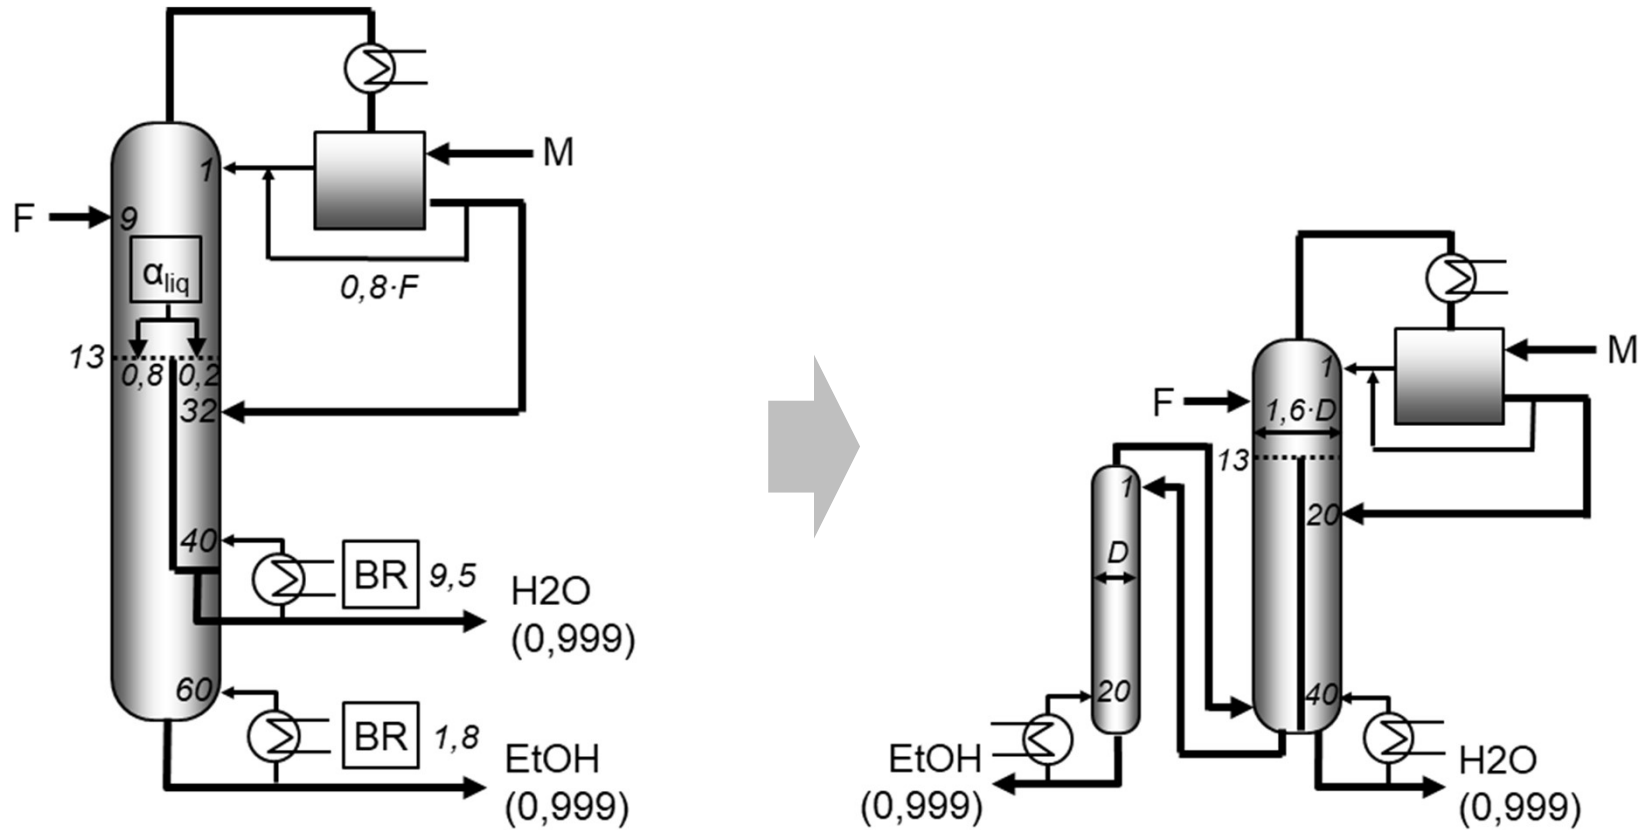 M
1
F
9
αliq
0,8·F
13
0,8
0,2
32
40
BR
9,5
H2O
(0,999)
60
BR
1,8
EtOH
(0,999)
M
1
F
1,6·D
13
1
20
D
20
40
EtOH
(0,999)
H2O
(0,999)